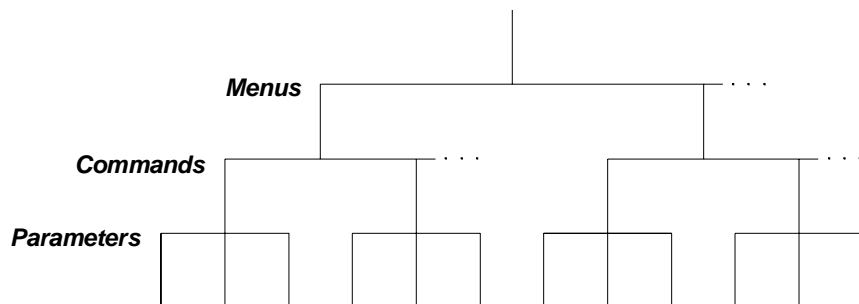 Menus . . .
Commands . . . . . .
Parameters